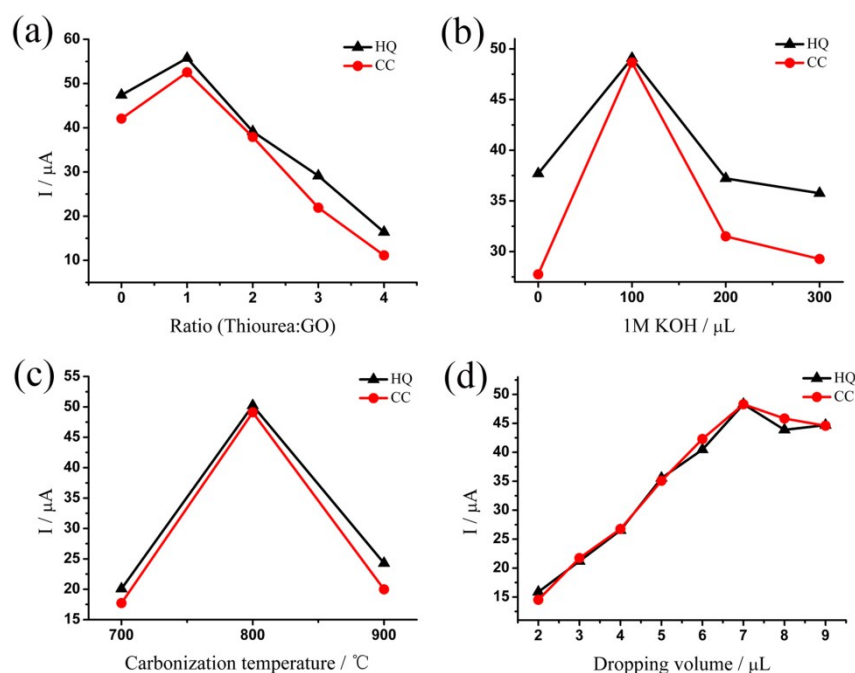 (a)
HQ
CC
60
50
40
30
20
10
I / μA
0 1 2 3 4
Ratio (Thiourea:GO)
(b)
HQ
CC
50
45
40
35
30
25
I / μA
0 100 200 300
1M KOH / μL
(c)
HQ
CC
55
50
45
40
35
30
25
20
15
I / μA
700 800 900
Carbonization temperature / ℃
(d)
HQ
CC
50
45
40
35
30
25
20
15
I / μA
2 3 4 5 6 7 8 9
Dropping volume / μL